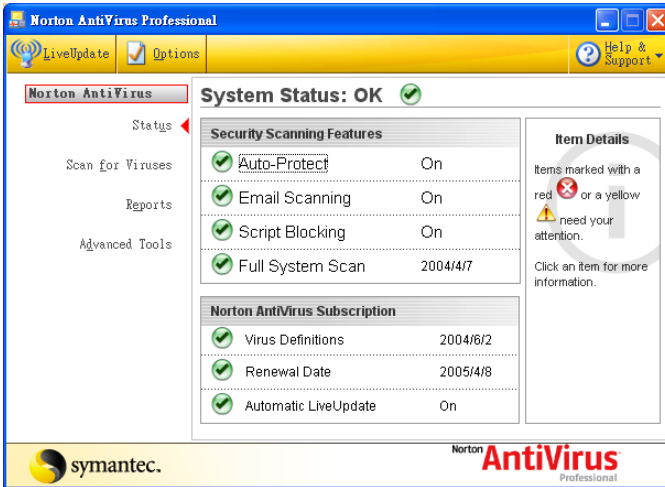 Norton AntiVirus Professional
LiveUpdate
Options
Help &
Support
Norton AntiVirus
Status
Scan for Viruses
Reports
Advanced Tools
System Status: OK
Security Scanning Features
Auto-Protect On
Email Scanning On
Script Blocking On
Full System Scan 2004/4/7
Norton AntiVirus Subscription
Virus Definitions 2004/6/2
Renewal Date 2005/4/8
Automatic LiveUpdate On
Item Details
Items marked with a
red or a yellow
need your
attention.
Click an item for more
information.
symantec.
Norton AntiVirus
Professional